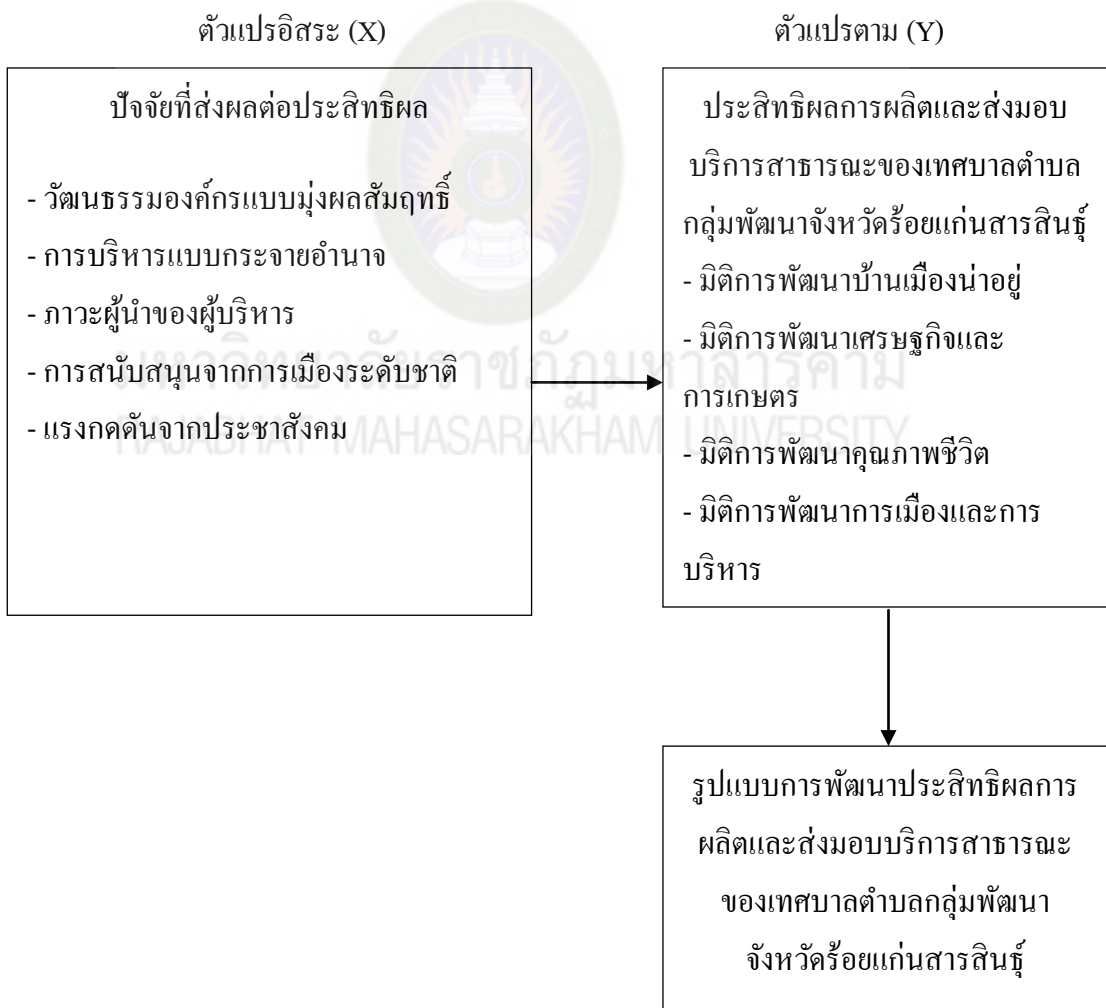 ตัวแปรอิสระ (X)
ตัวแปรตาม (Y)
ปัจจัยที่ส่งผลต่อประสิทธิผล
- วัฒนธรรมองค์กรแบบมุ่งผลสัมฤทธิ์
- การบริหารแบบกระจายอำนาจ
- ภาวะผู้นำของผู้บริหาร
- การสนับสนุนจากการเมืองระดับชาติ
- แรงกดดันจากประชาสังคม
ประสิทธิผลการผลิตและส่งมอบ
บริการสาธารณะของเทศบาลตำบล
กลุ่มพัฒนาจังหวัดร้อยแก่นสารสินธุ์
- มิติการพัฒนาบ้านเมืองน่าอยู่
- มิติการพัฒนาเศรษฐกิจและ
การเกษตร
- มิติการพัฒนาคุณภาพชีวิต
- มิติการพัฒนาการเมืองและการ
บริหาร
รูปแบบการพัฒนาประสิทธิผลการ
ผลิตและส่งมอบบริการสาธารณะ
ของเทศบาลตำบลกลุ่มพัฒนา
จังหวัดร้อยแก่นสารสินธุ์
มหาวิทยาลัยราชภัฏมหาสารคาม
RAJABHAT MAHASARAKHAM UNIVERSITY